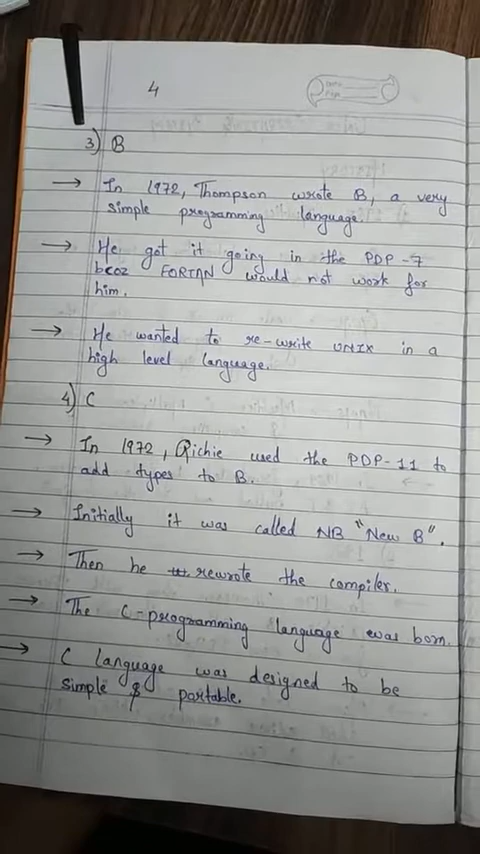 4
3) B
→ In 1972, Thompson wrote B, a very
simple programming language.
→ He got it going in the PDP-7
bcoz FORTAN would not work for
him.
→ He wanted to re-write UNIX in a
high level language.
4) C
→ In 1972, Richie used the PDP-11 to
add types to B.
→ Initially it was called NB "New B".
→ Then he rewrote the compiler.
→ The C-programming language was born.
→ C language was designed to be
simple & portable.